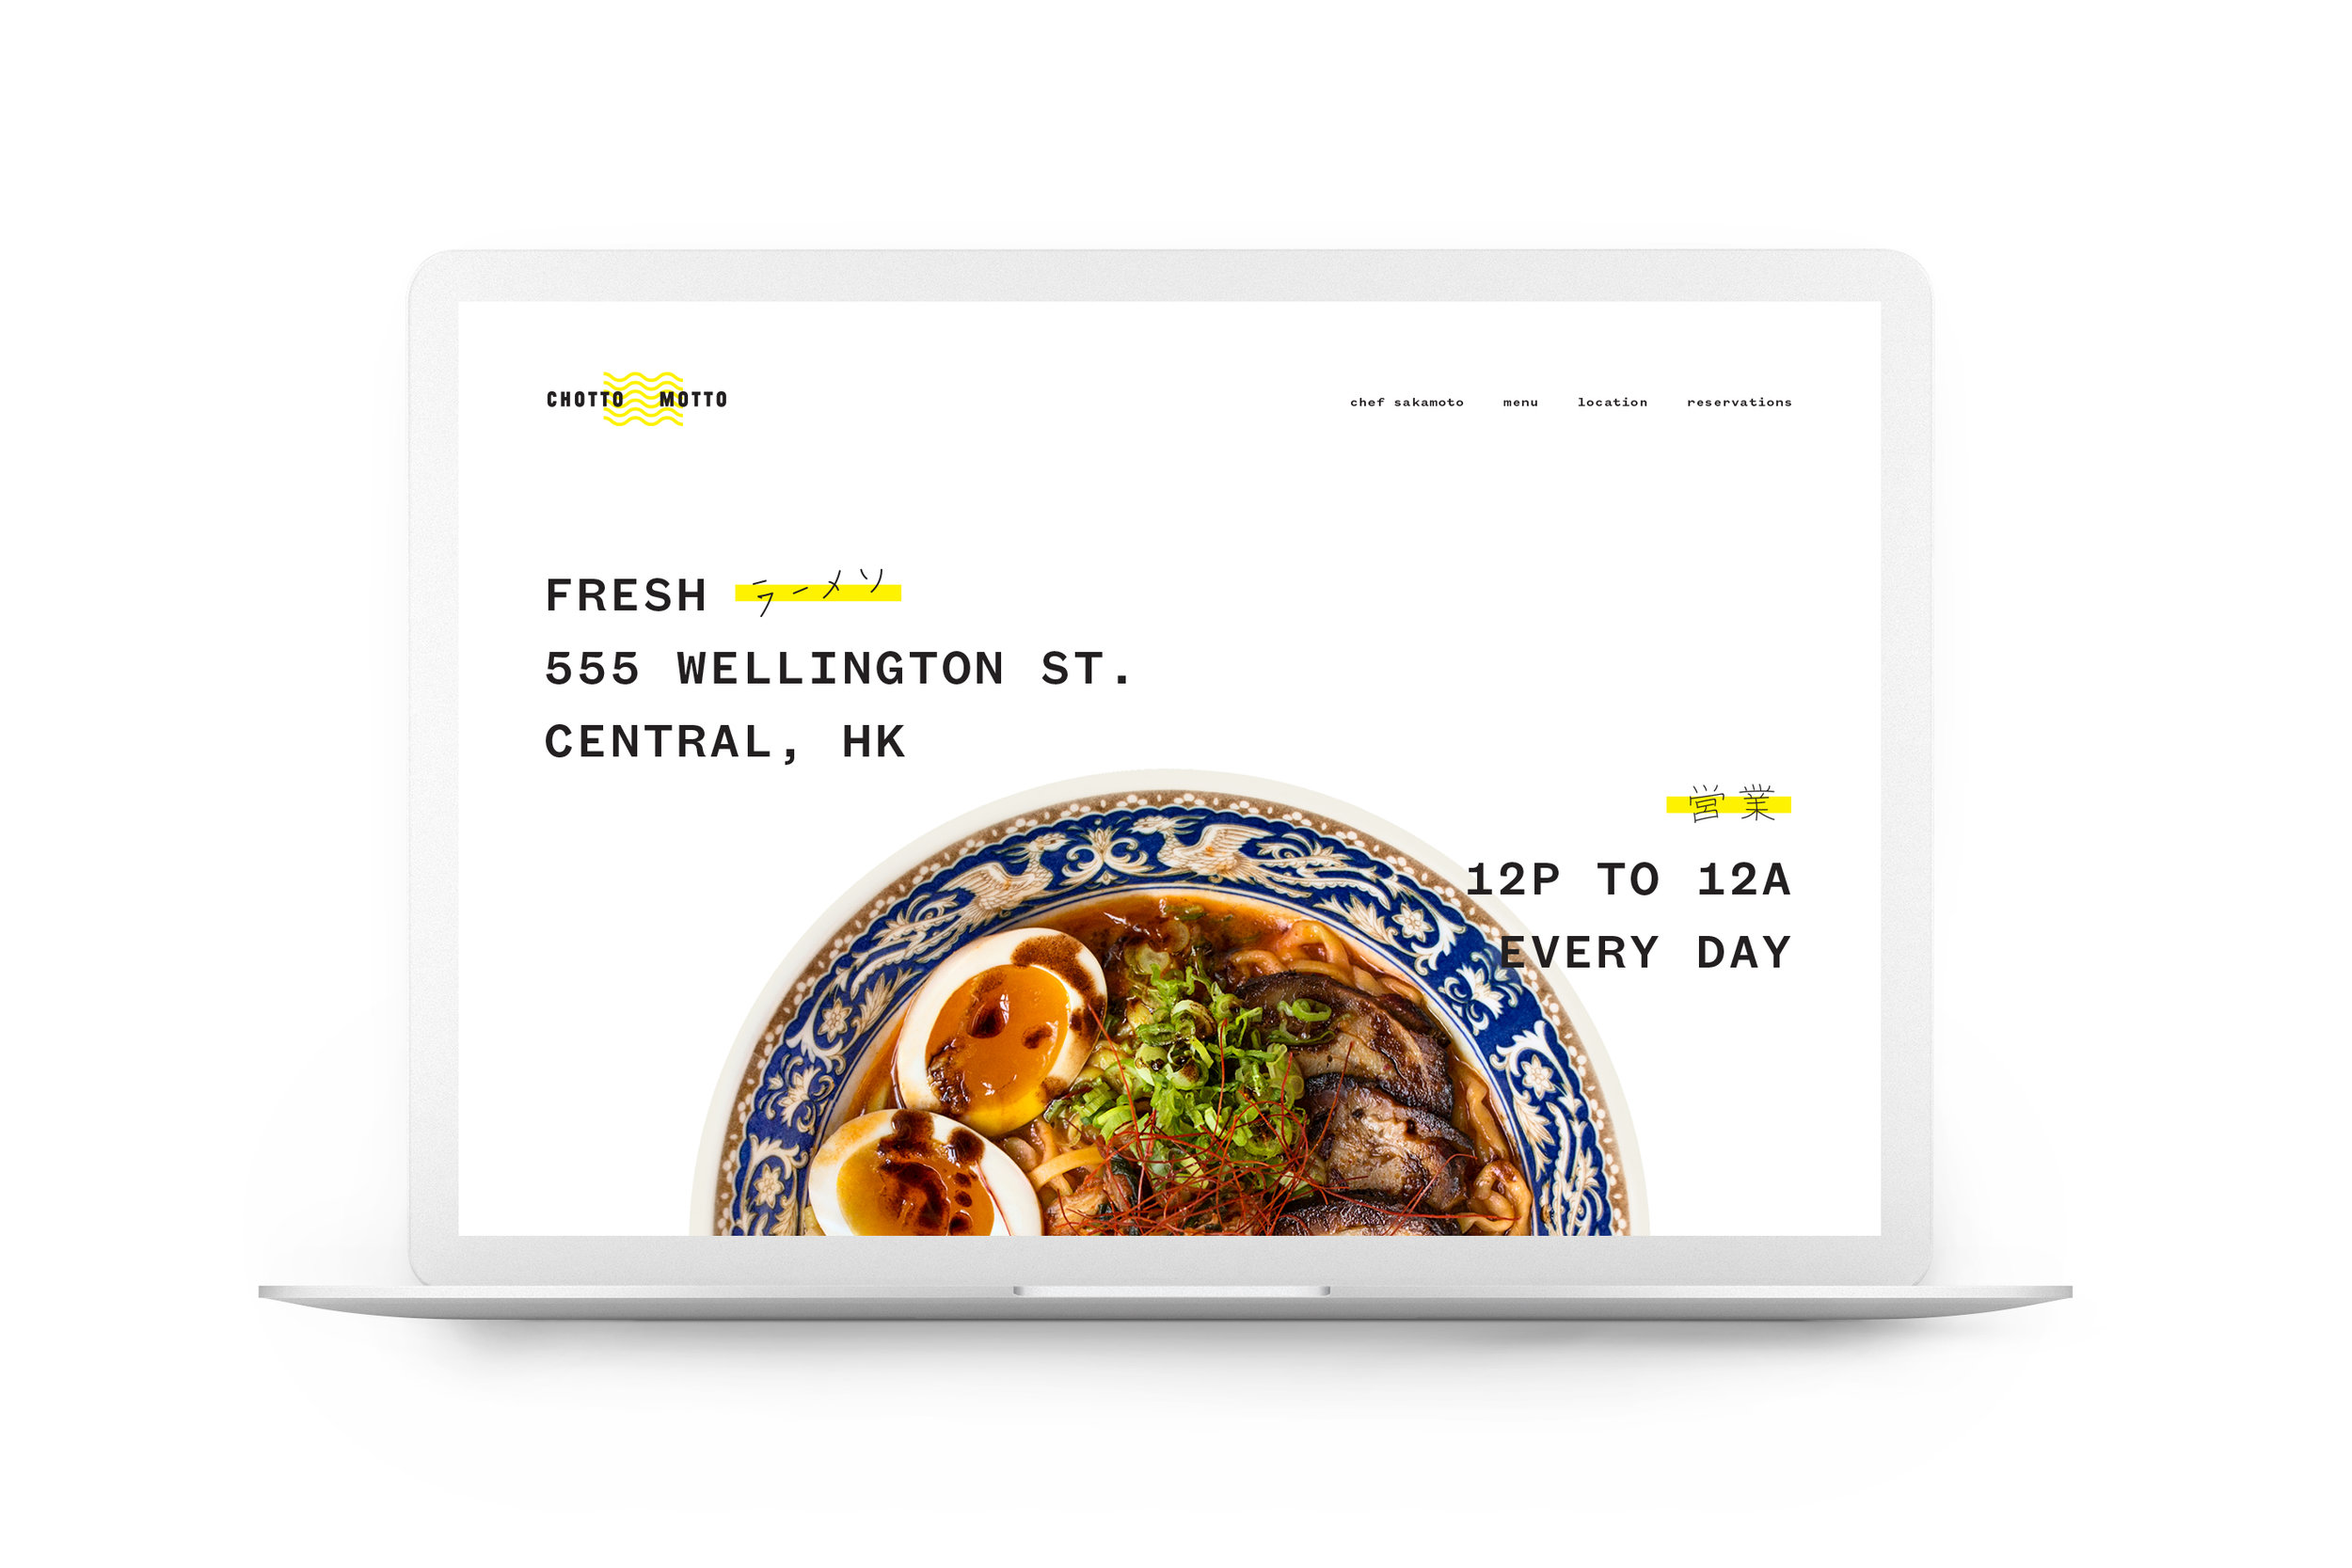 CHOTTO MOTTO
chef sakamoto menu location reservations
FRESH ラーメソ
555 WELLINGTON ST.
CENTRAL, HK
営業
12P TO 12A
EVERY DAY